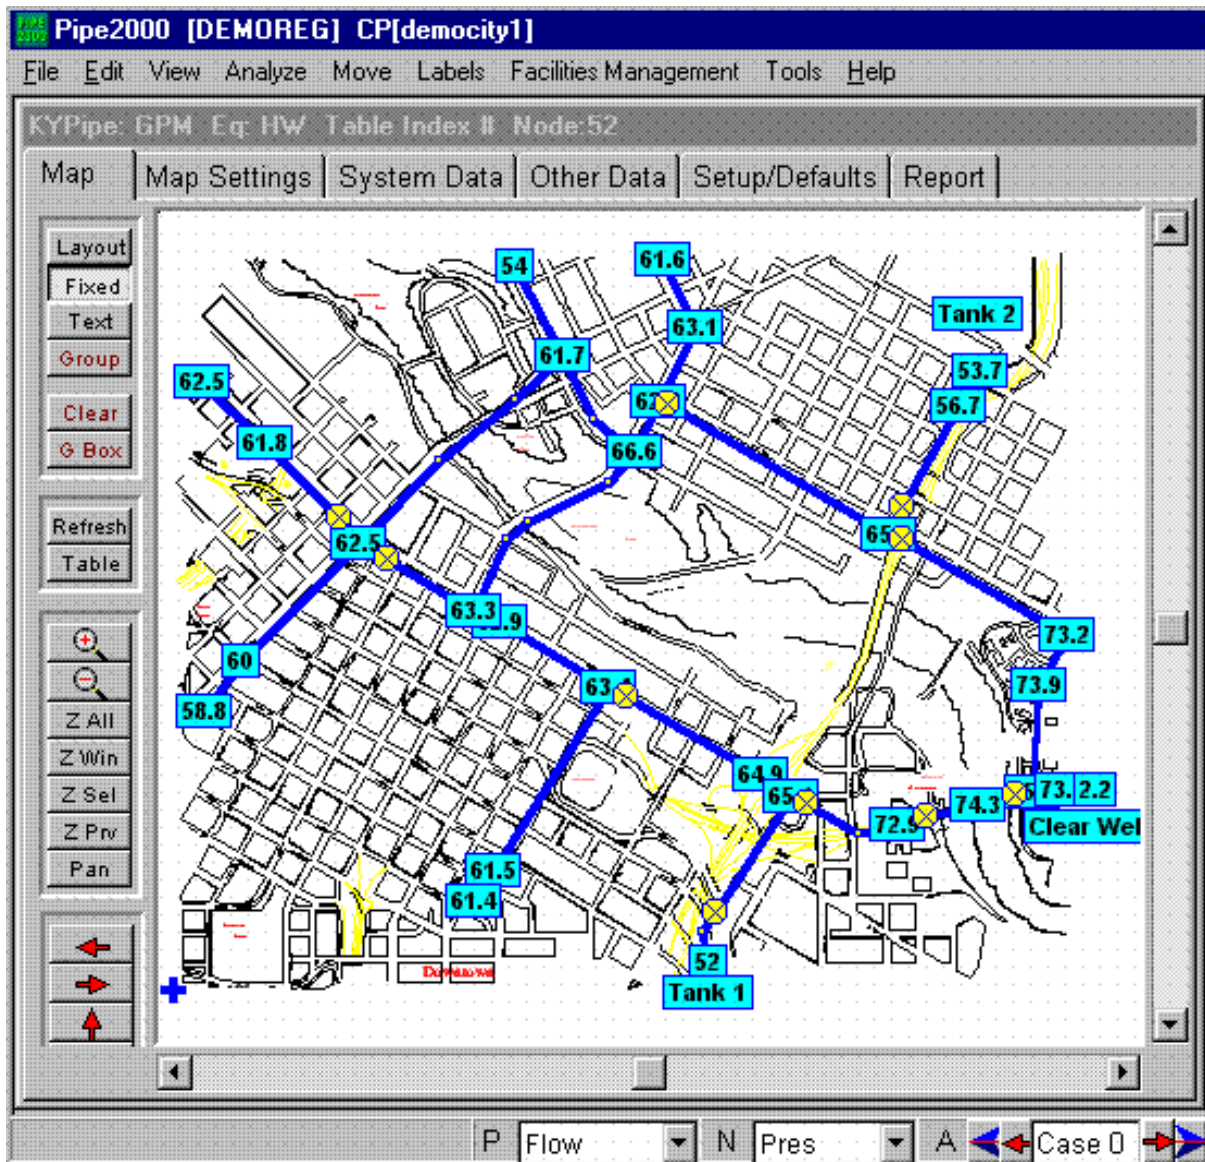 Pipe2000 [DEMOREG] CP[democity1]
File Edit View Analyze Move Labels Facilities Management Tools Help
KYPipe: GPM Eq: HW Table Index # Node:52
Map Map Settings System Data Other Data Setup/Defaults Report
Layout
Fixed
Text
Group
Clear
G Box
Refresh
Table
Z All
Z Win
Z Sel
Z Prv
Pan
54
61.6
Tank 2
63.1
61.7
53.7
62.5
56.7
61.8
66.6
62.5
63.3
73.2
60
73.9
58.8
64.9
74.3
72.9
Clear Wel
61.5
61.4
52
Tank 1
Downtown
P Flow N Pres A Case 0